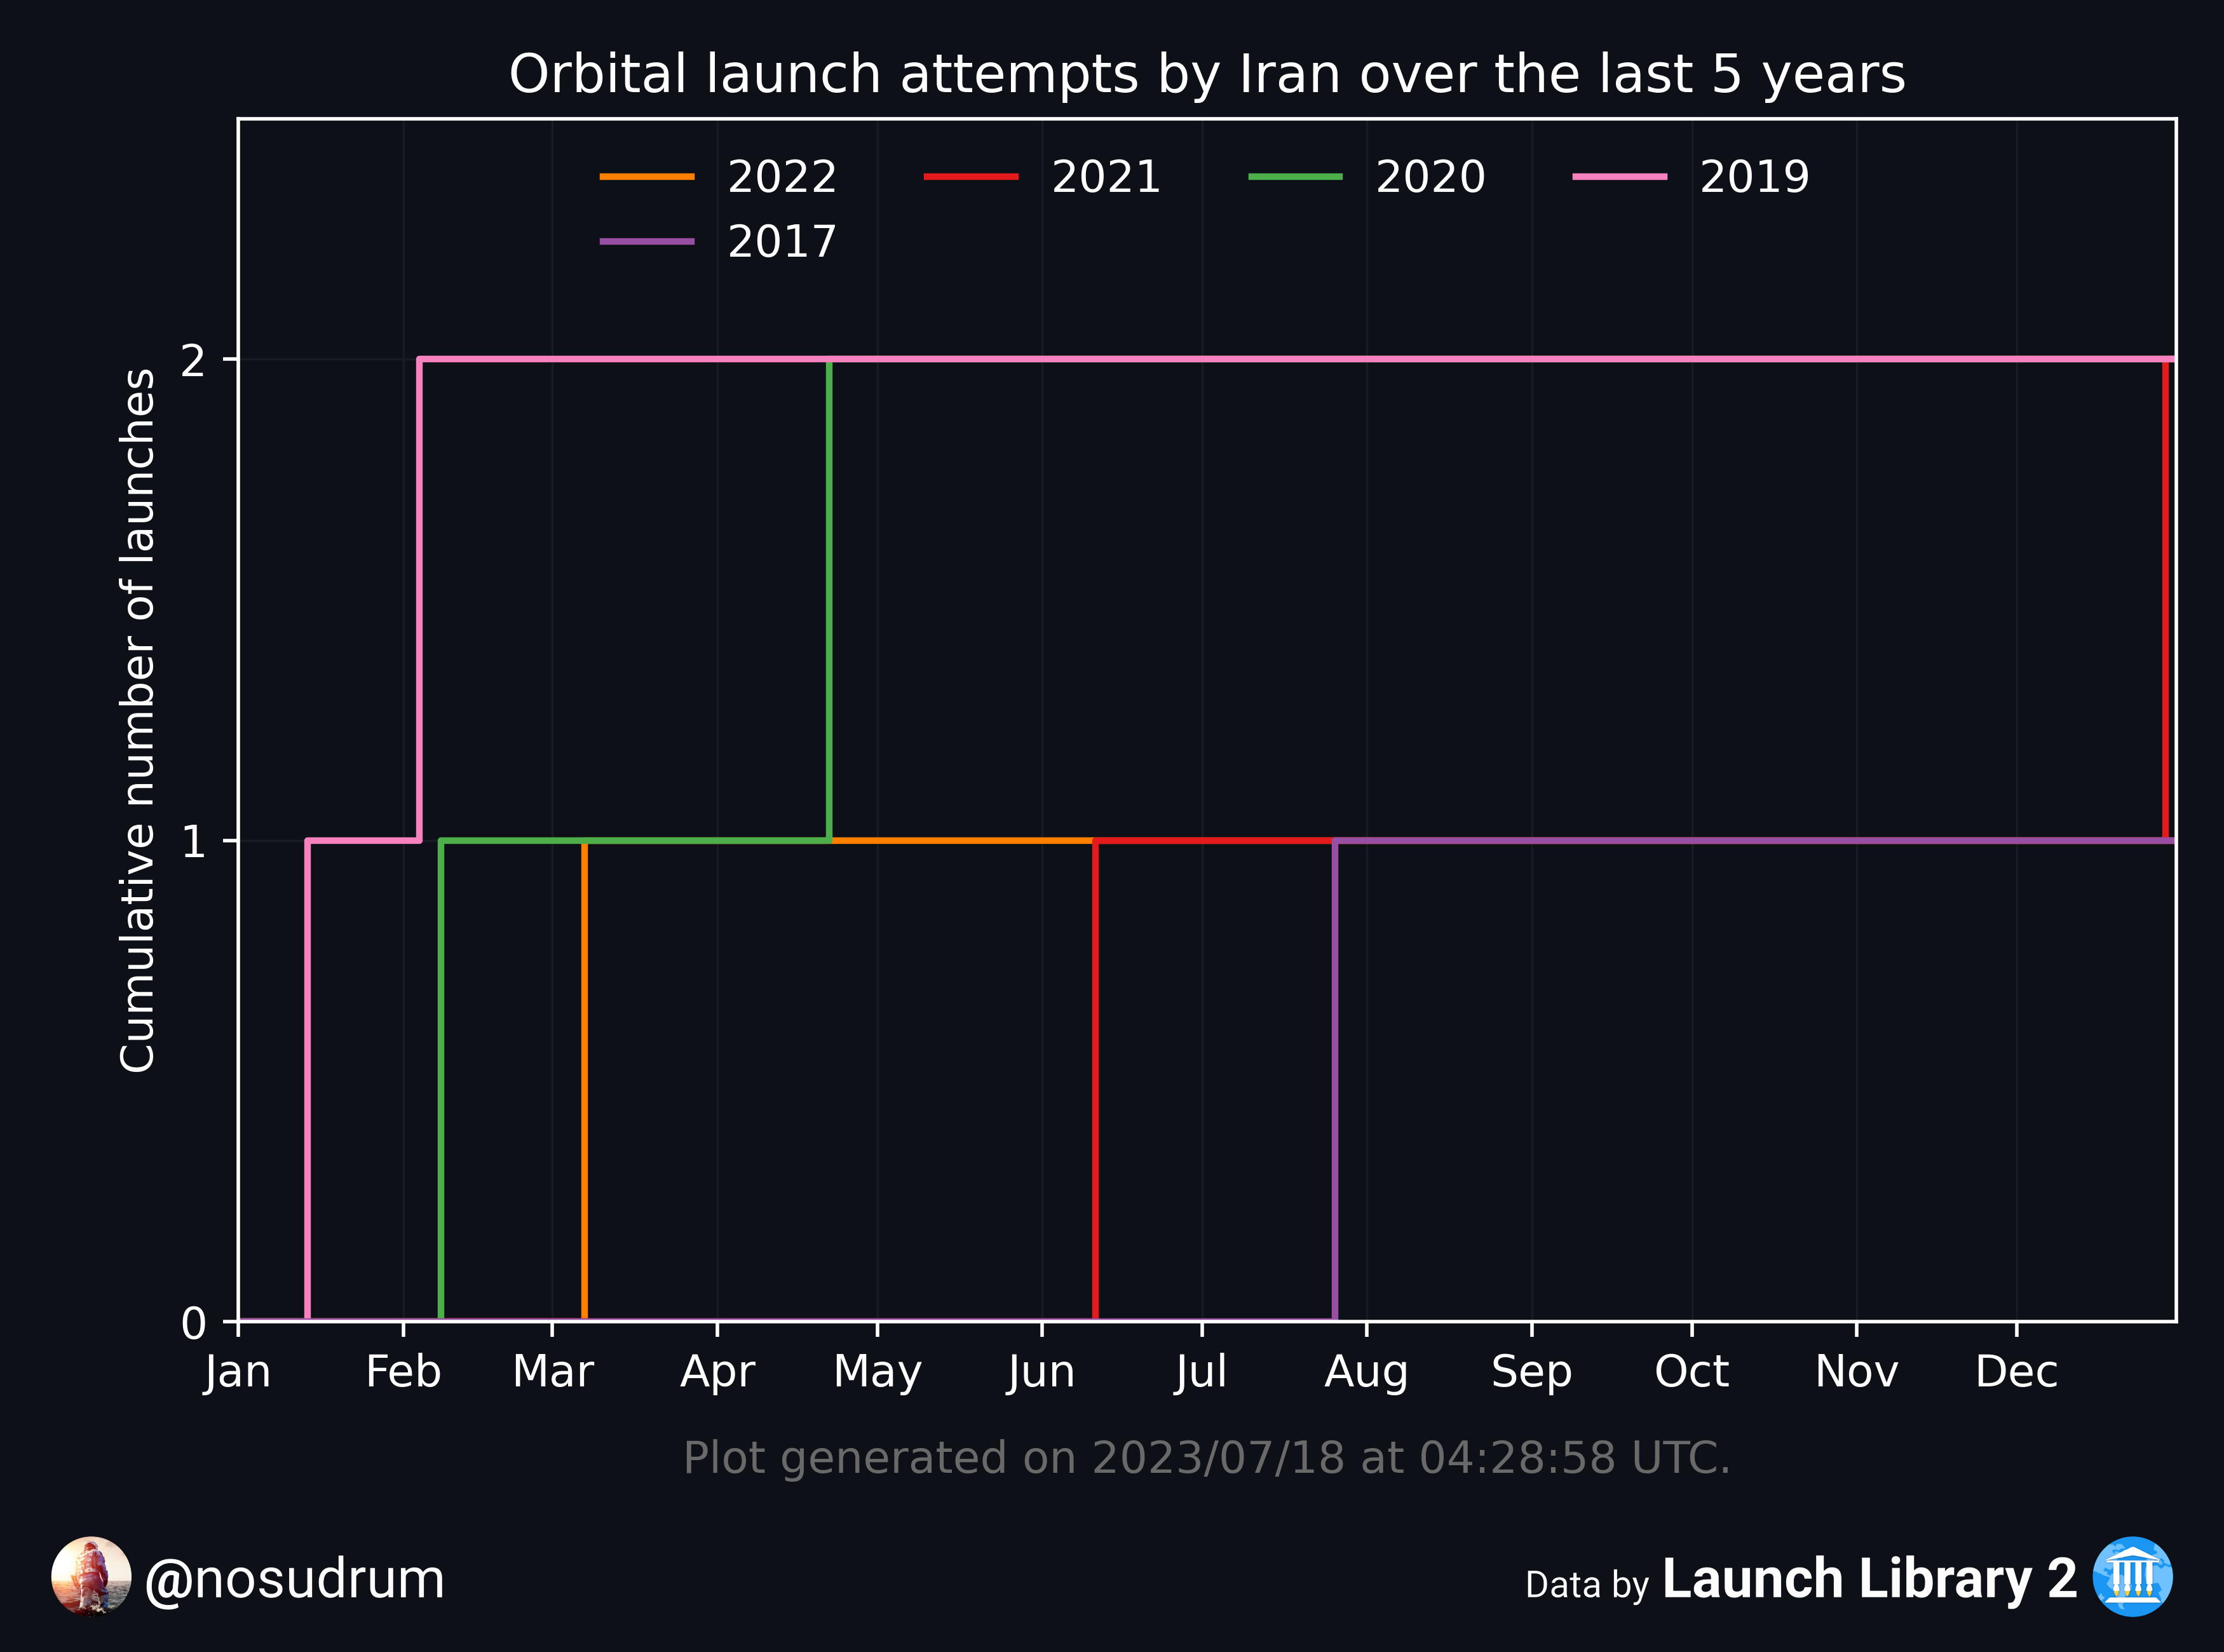 Orbital launch attempts by Iran over the last 5 years
2022 2021 2020 2019
2017
Cumulative number of launches
2
1
0
Jan Feb Mar Apr May Jun Jul Aug Sep Oct Nov Dec
Plot generated on 2023/07/18 at 04:28:58 UTC.
@nosudrum
Data by Launch Library 2